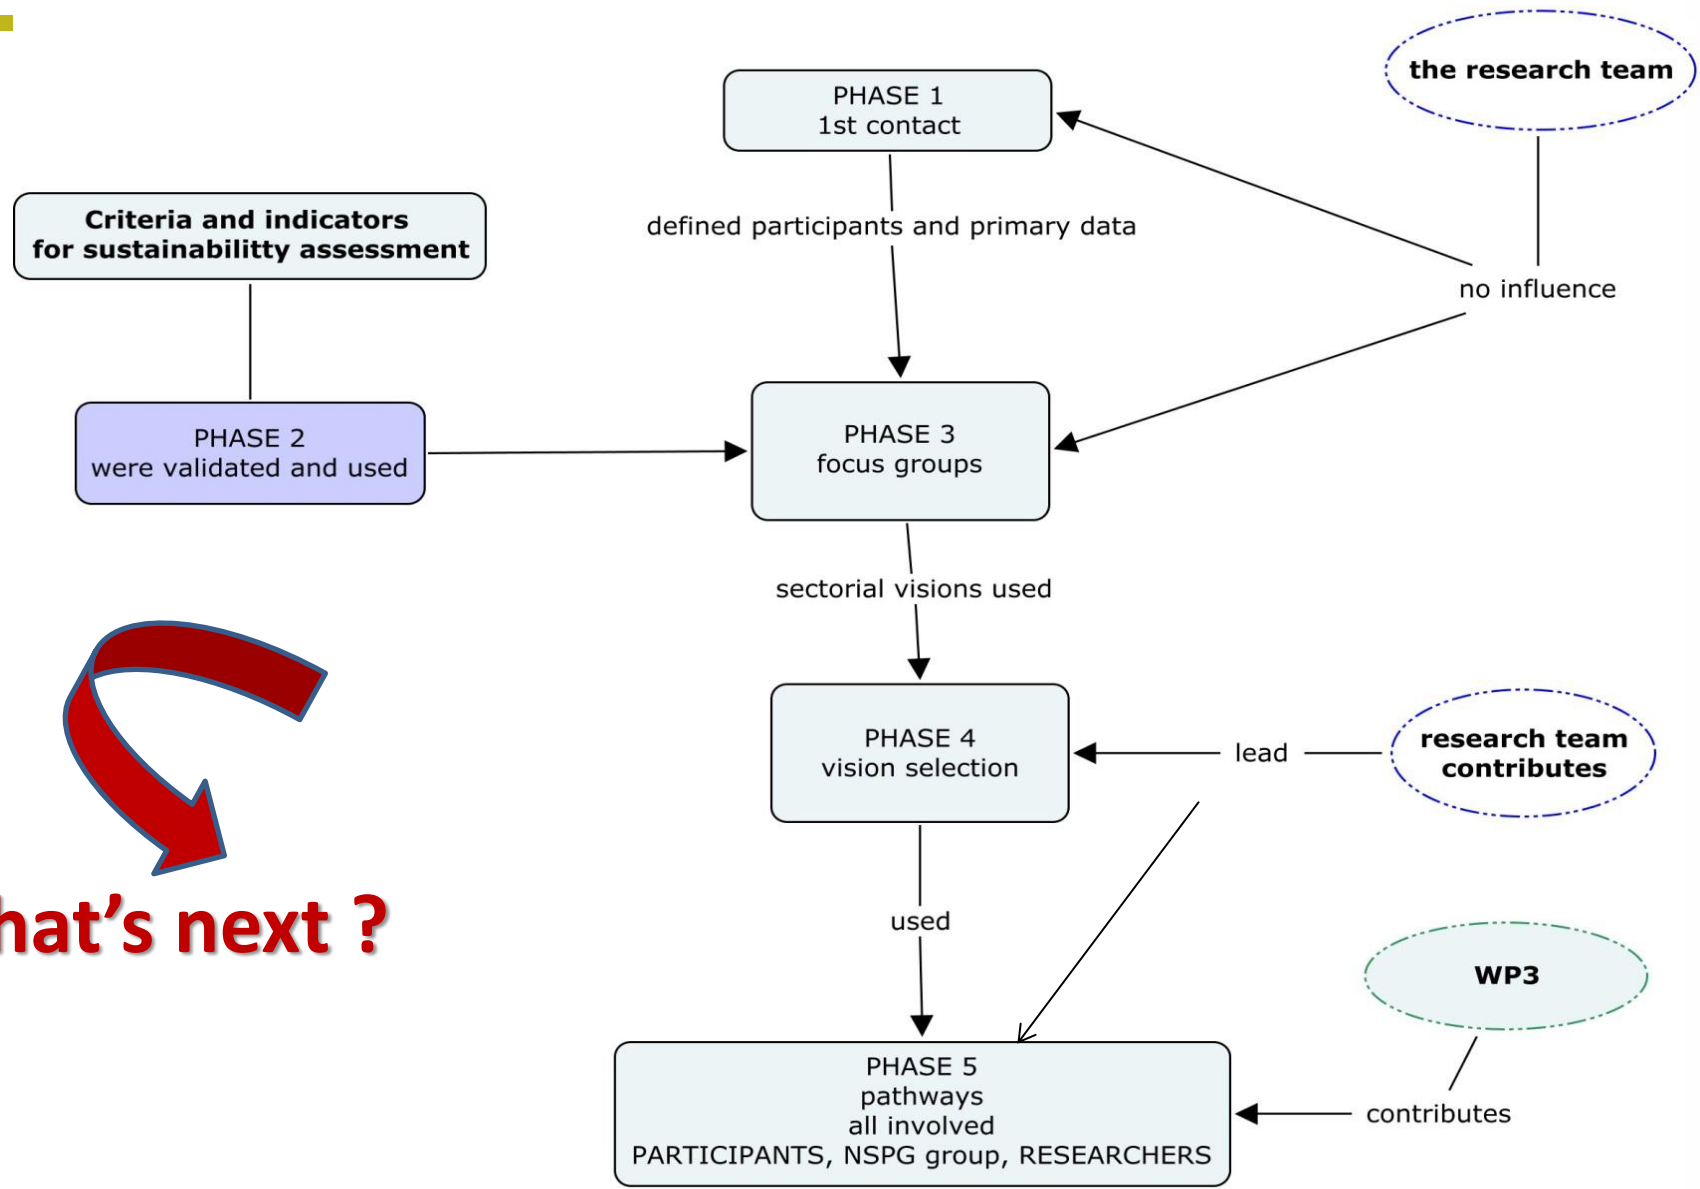 the research team
PHASE 1
1st contact
Criteria and indicators
for sustainabilitty assessment
defined participants and primary data
no influence
PHASE 2
were validated and used
PHASE 3
focus groups
sectorial visions used
PHASE 4
vision selection
lead
research team
contributes
hat’s next ?
used
WP3
PHASE 5
pathways
all involved
PARTICIPANTS, NSPG group, RESEARCHERS
contributes